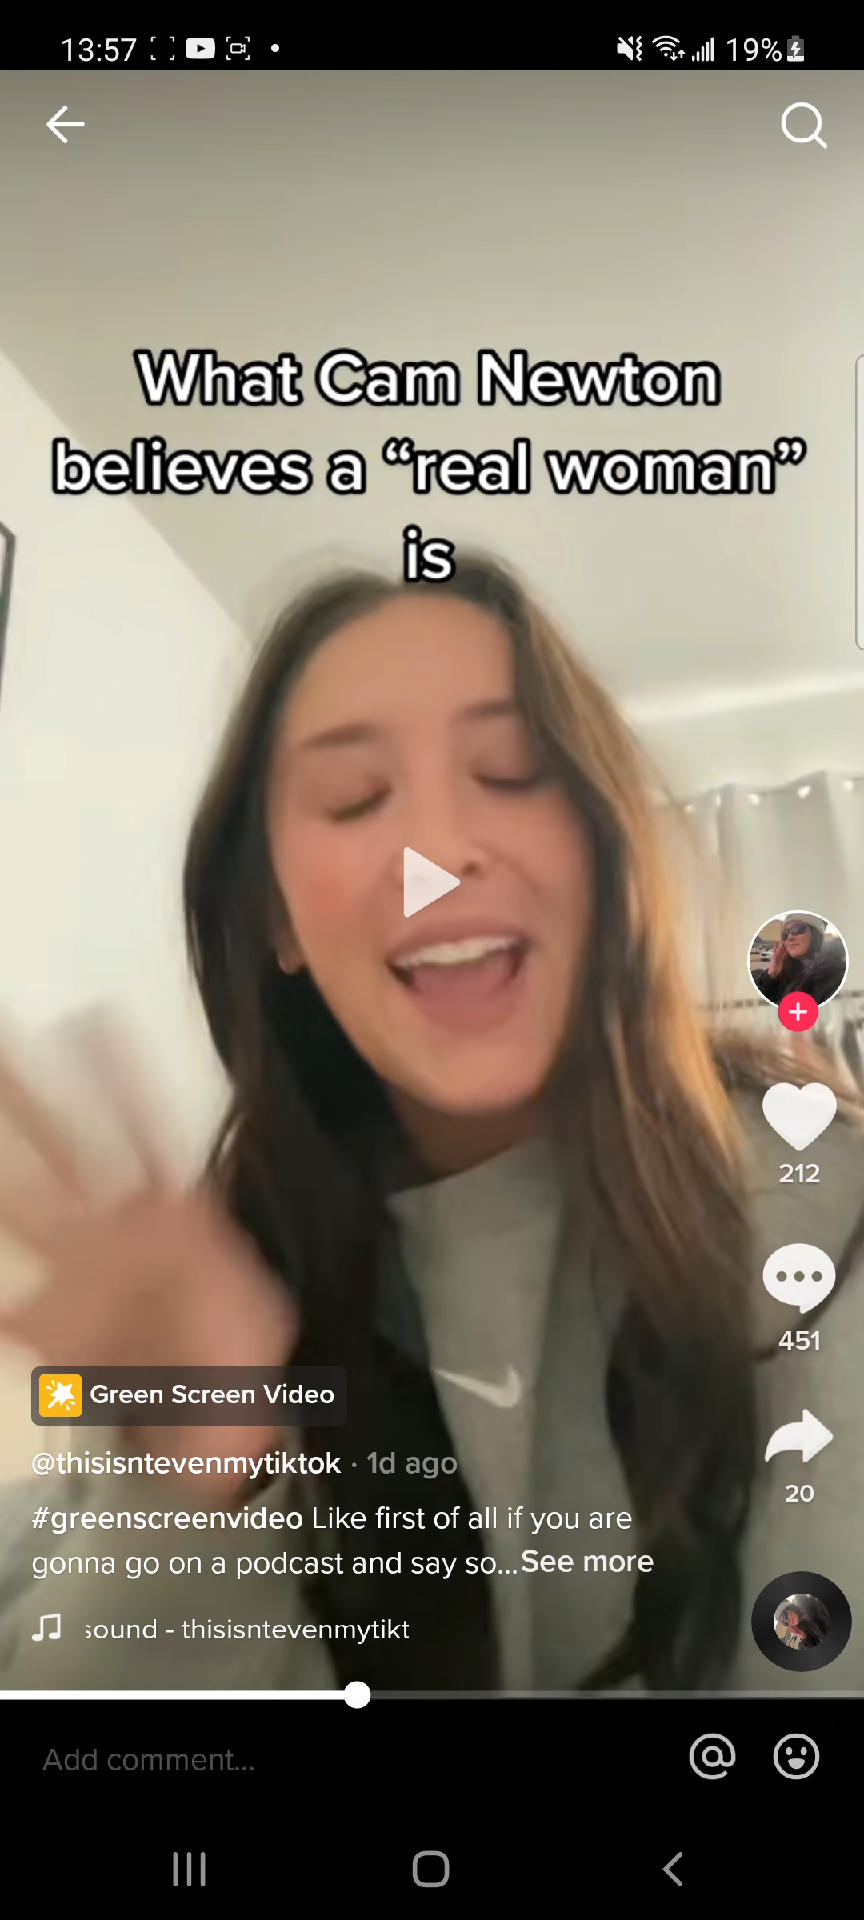 13:57
19%
What Cam Newton
believes a “real woman”
is
212
451
Green Screen Video
@thisisntevenmytiktok · 1d ago
20
#greenscreenvideo Like first of all if you are
gonna go on a podcast and say so...See more
sound - thisisntevenmytikt
Add comment...